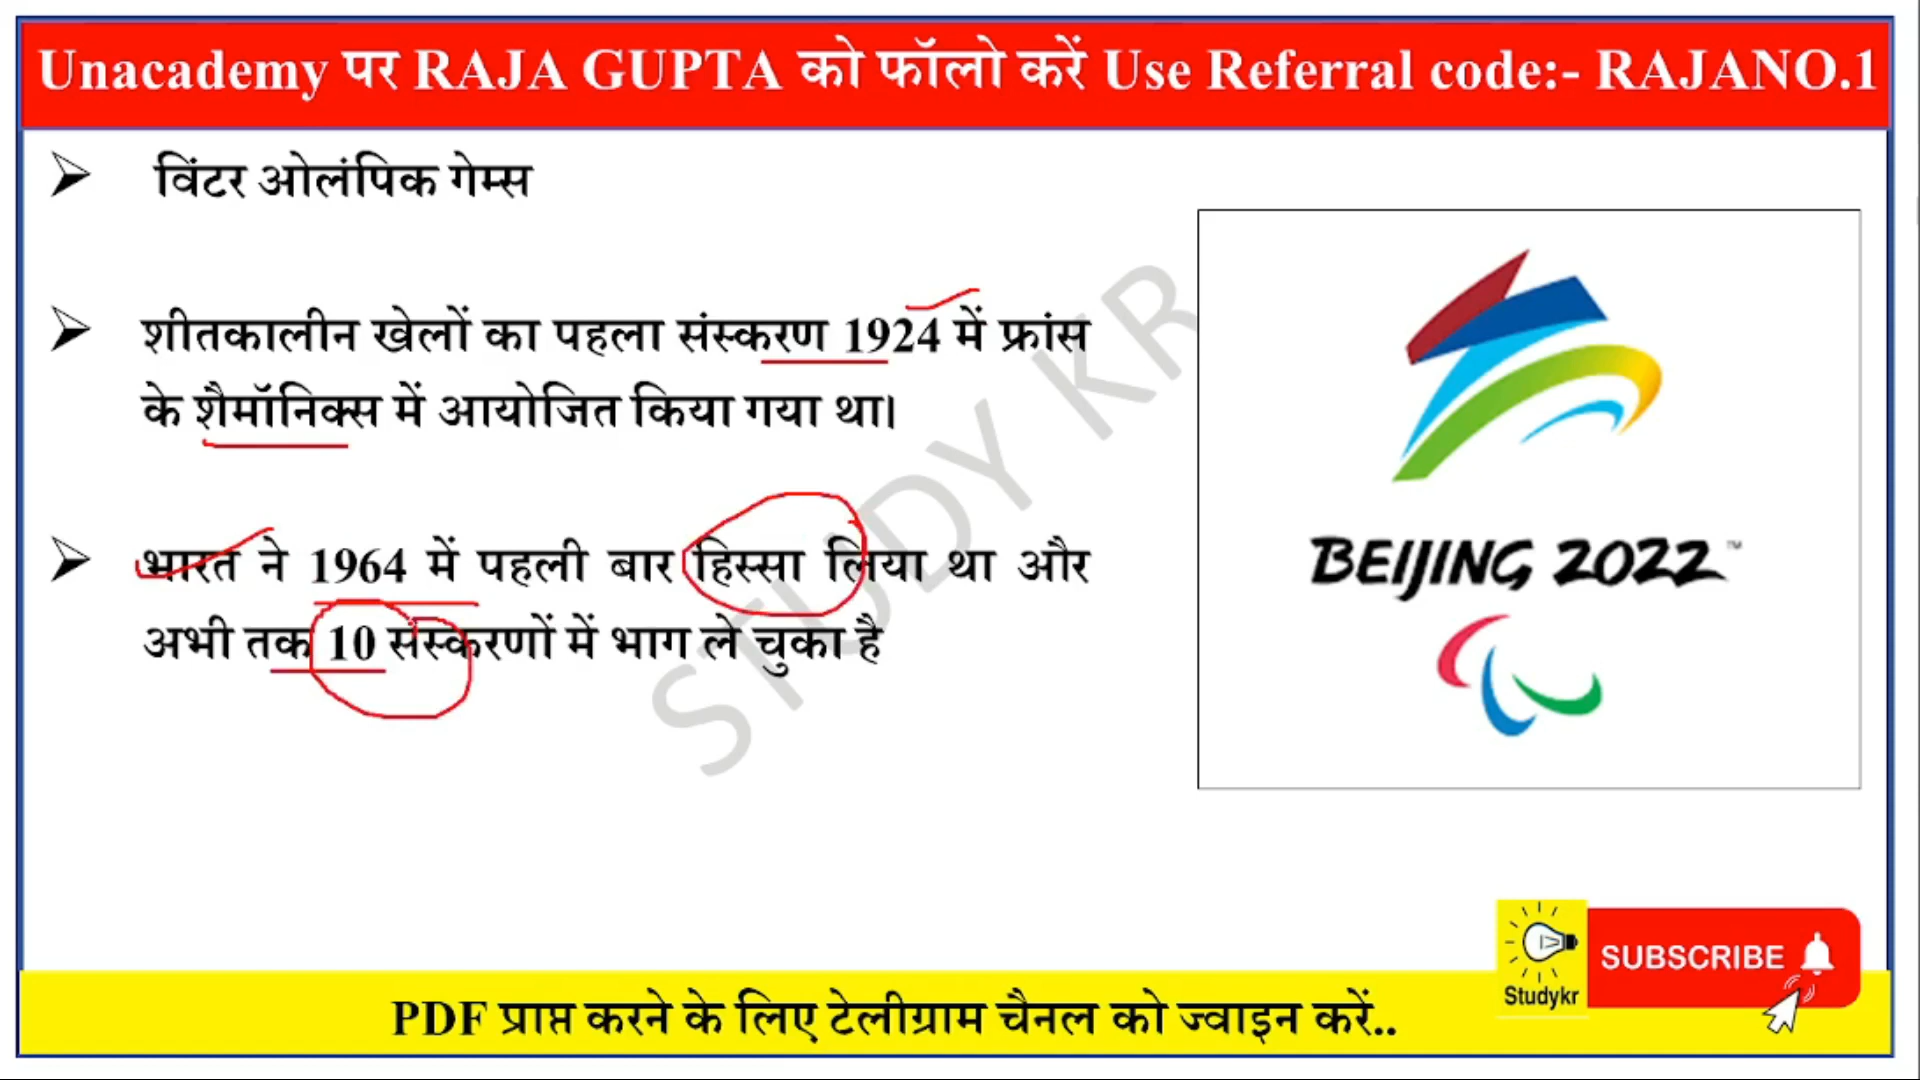 Unacademy पर RAJA GUPTA को फॉलो करें Use Referral code:- RAJANO.1
विंटर ओलंपिक गेम्स
शीतकालीन खेलों का पहला संस्करण 1924 में फ्रांस
के शैमॉनिक्स में आयोजित किया गया था।
भारत ने 1964 में पहली बार हिस्सा लिया था और
अभी तक 10 संस्करणों में भाग ले चुका है
STUDY KR
BEIJING 2022™
Studykr
SUBSCRIBE
PDF प्राप्त करने के लिए टेलीग्राम चैनल को ज्वाइन करें..